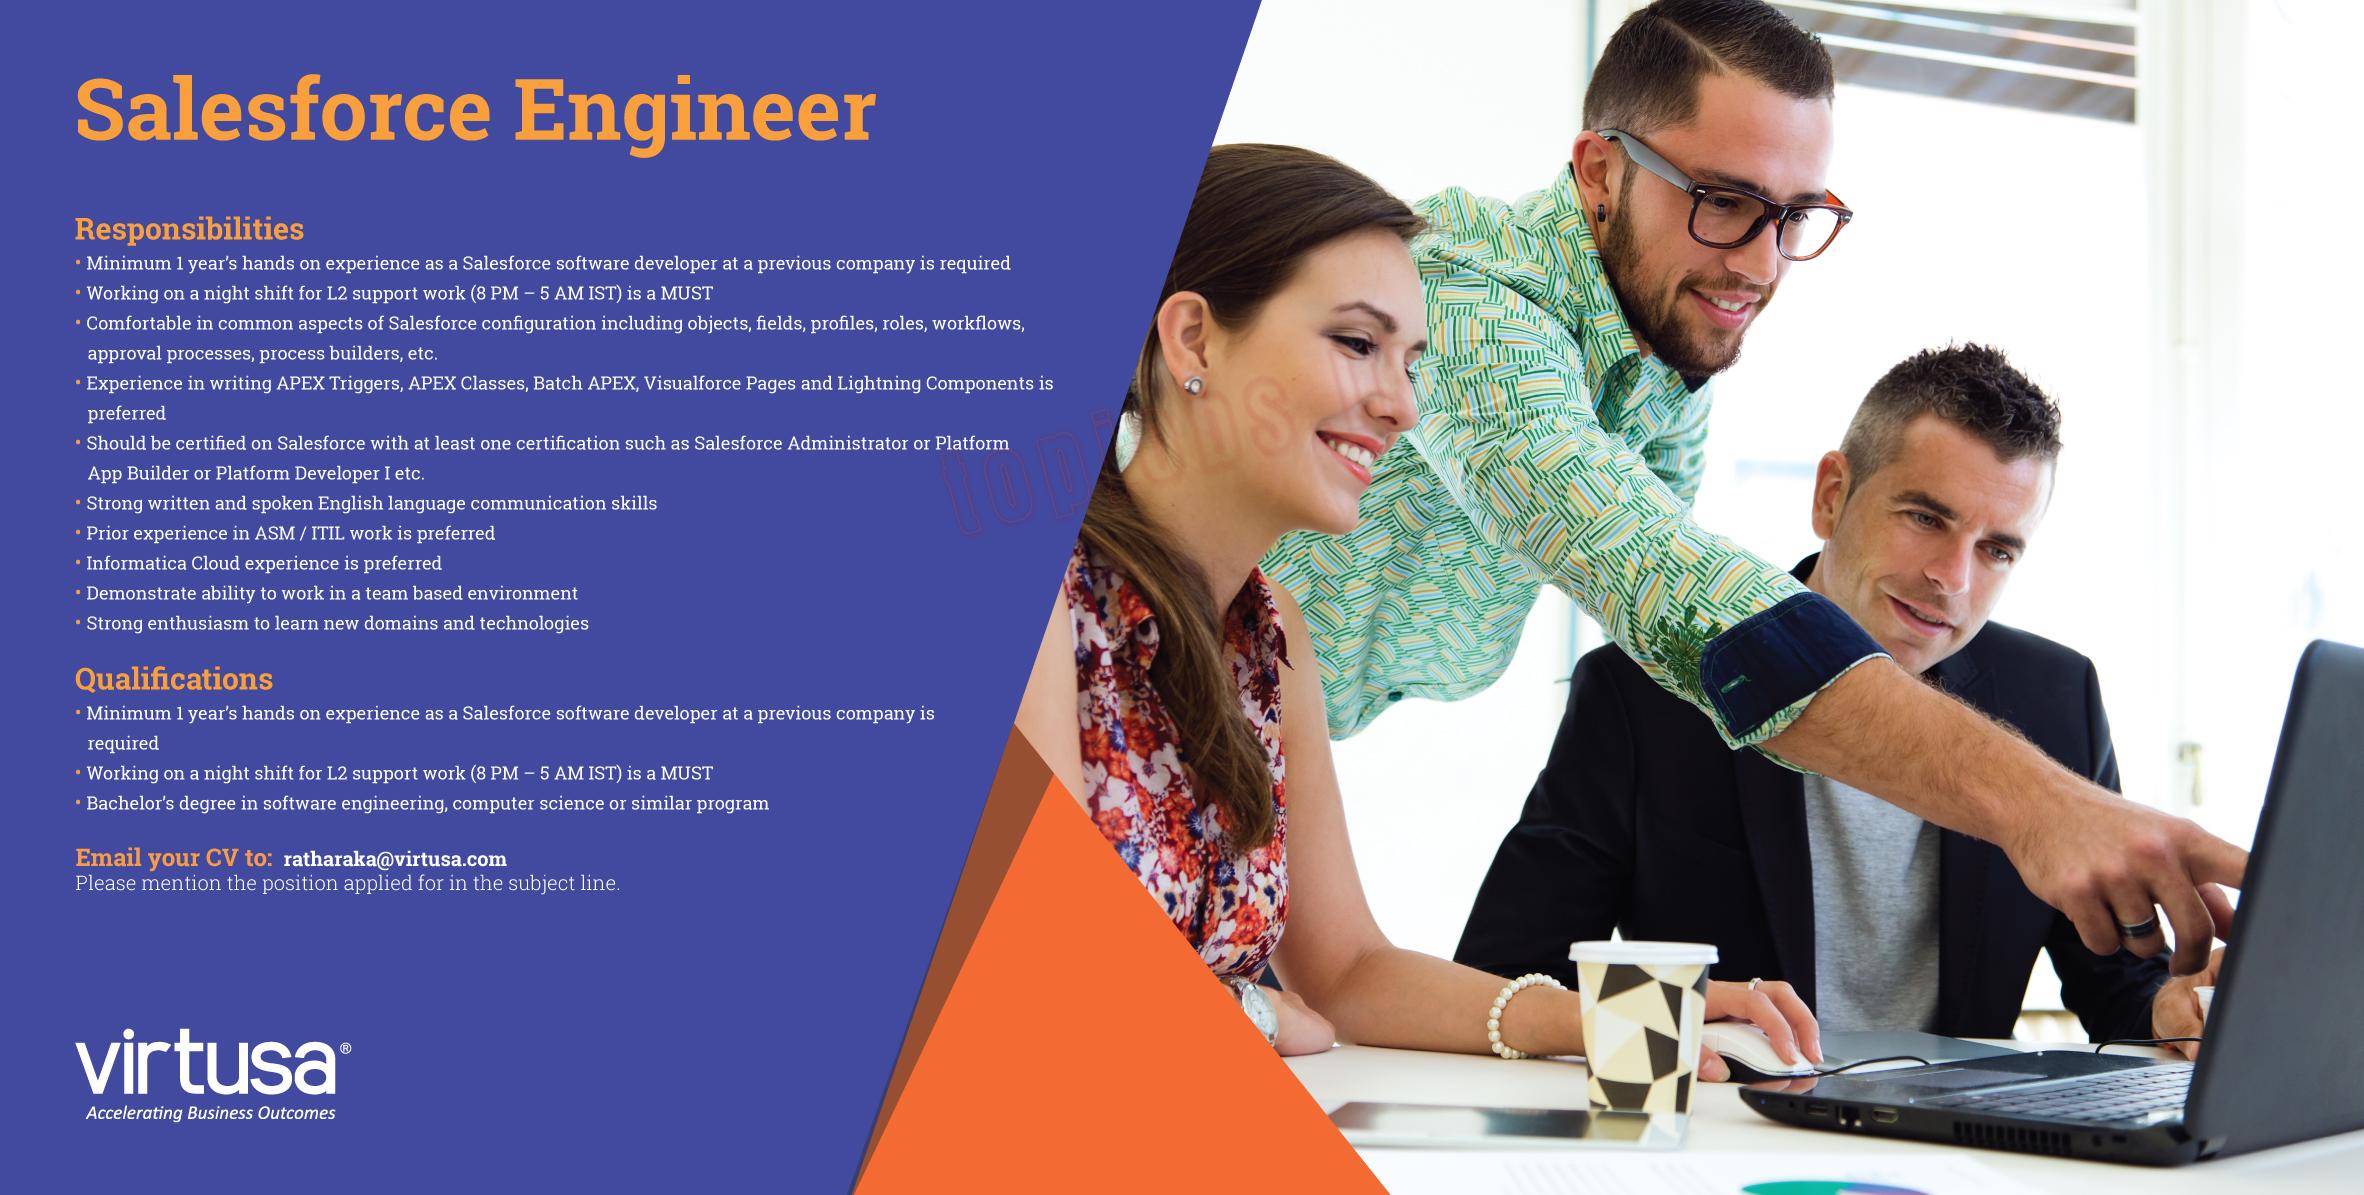 Salesforce Engineer
Responsibilities
• Minimum 1 year’s hands on experience as a Salesforce software developer at a previous company is required
• Working on a night shift for L2 support work (8 PM – 5 AM IST) is a MUST
• Comfortable in common aspects of Salesforce configuration including objects, fields, profiles, roles, workflows,
approval processes, process builders, etc.
• Experience in writing APEX Triggers, APEX Classes, Batch APEX, Visualforce Pages and Lightning Components is
preferred
• Should be certified on Salesforce with at least one certification such as Salesforce Administrator or Platform
App Builder or Platform Developer I etc.
• Strong written and spoken English language communication skills
• Prior experience in ASM / ITIL work is preferred
• Informatica Cloud experience is preferred
• Demonstrate ability to work in a team based environment
• Strong enthusiasm to learn new domains and technologies
Qualifications
• Minimum 1 year’s hands on experience as a Salesforce software developer at a previous company is
required
• Working on a night shift for L2 support work (8 PM – 5 AM IST) is a MUST
• Bachelor’s degree in software engineering, computer science or similar program
Email your CV to: ratharaka@virtusa.com
Please mention the position applied for in the subject line.
virtusa®
Accelerating Business Outcomes